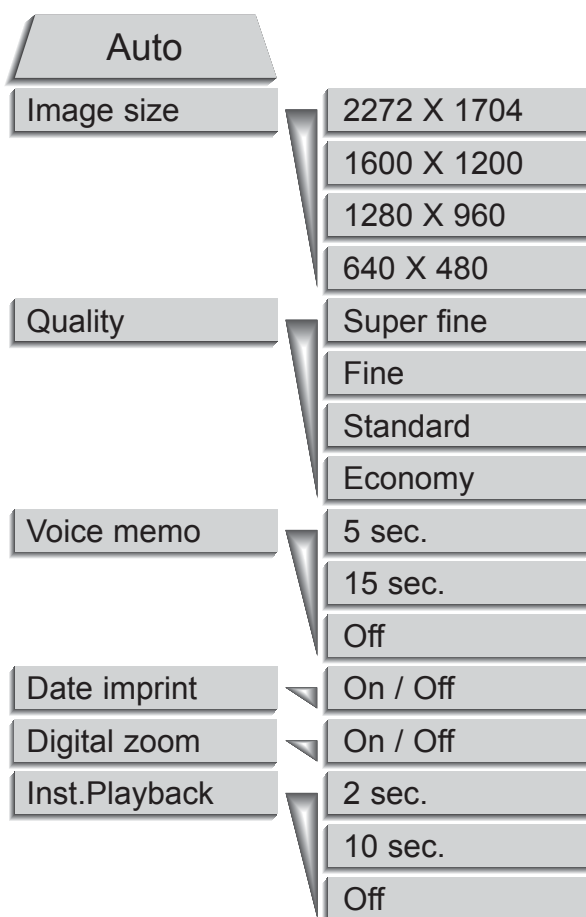 Auto
Image size
2272 X 1704
1600 X 1200
1280 X 960
640 X 480
Quality
Super fine
Fine
Standard
Economy
Voice memo
5 sec.
15 sec.
Off
Date imprint
On / Off
Digital zoom
On / Off
Inst.Playback
2 sec.
10 sec.
Off